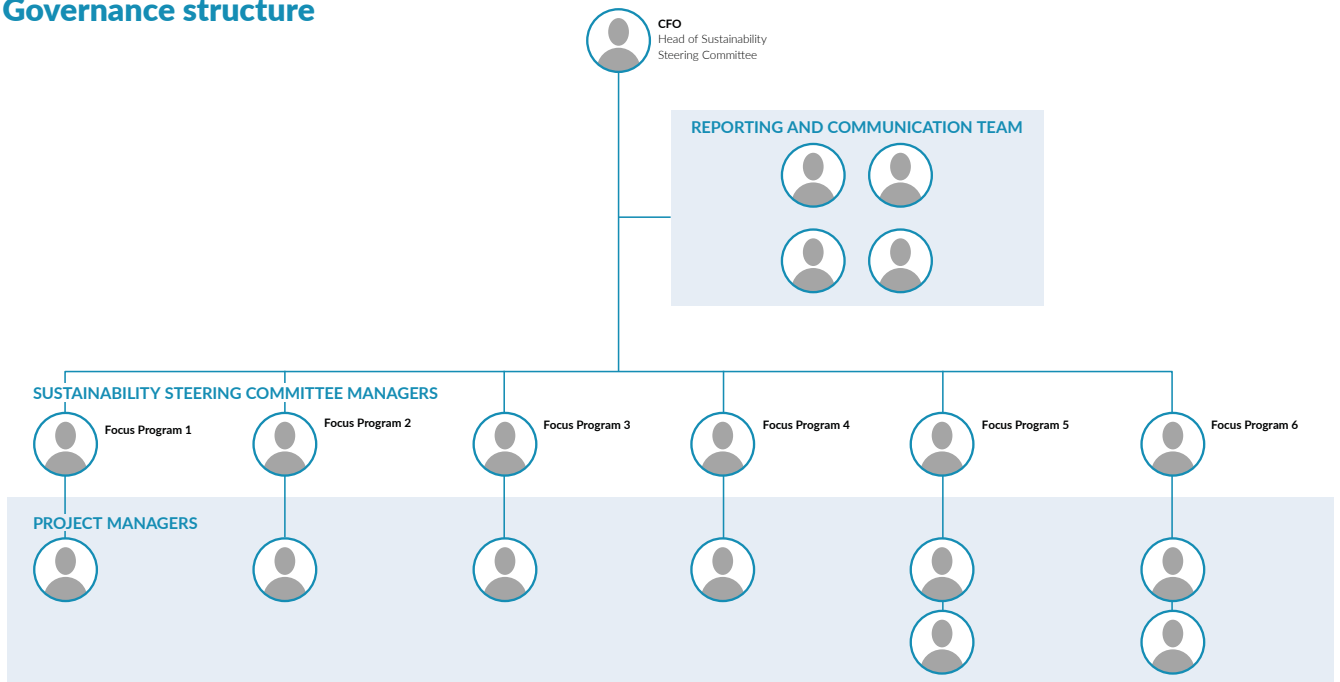 Governance structure
CFO
Head of Sustainability
Steering Committee
REPORTING AND COMMUNICATION TEAM
SUSTAINABILITY STEERING COMMITTEE MANAGERS
Focus Program 1
Focus Program 2
Focus Program 3
Focus Program 4
Focus Program 5
Focus Program 6
PROJECT MANAGERS